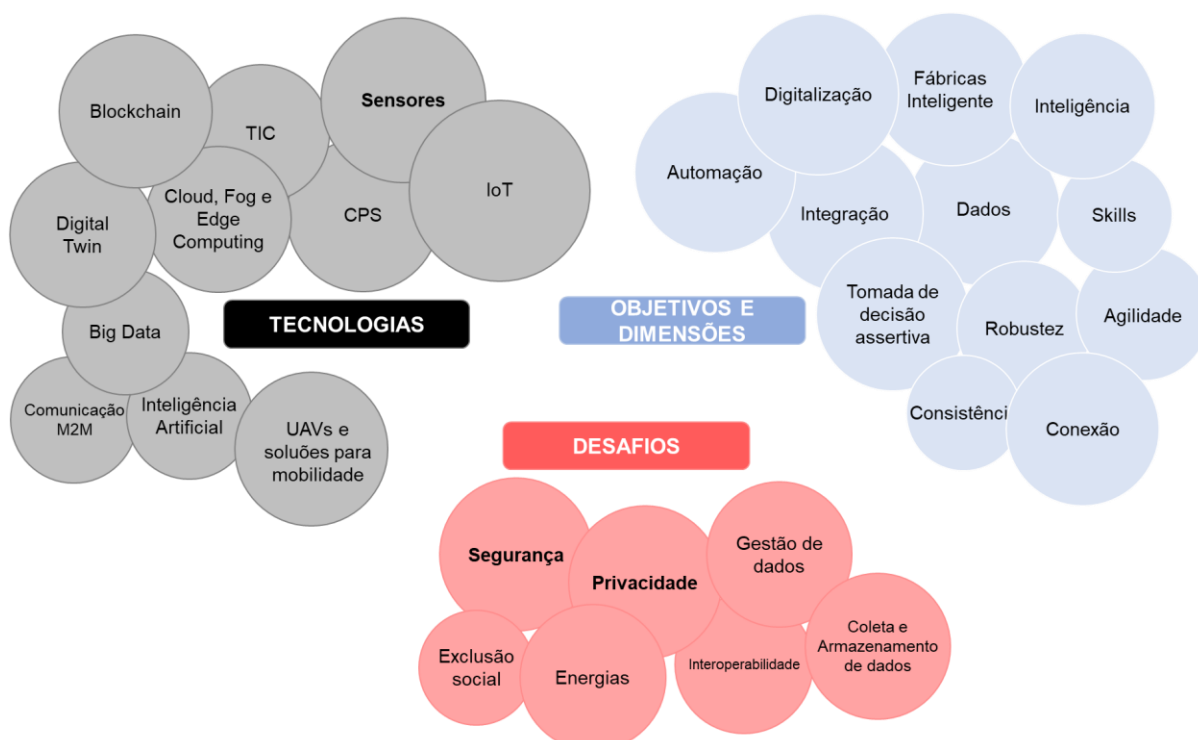 Blockchain
TIC
Sensores
IoT
Digital
Twin
Cloud, Fog e
Edge
Computing
CPS
Big Data
TECNOLOGIAS
Comunicação
M2M
Inteligência
Artificial
UAVs e
soluões para
mobilidade
Digitalização
Fábricas
Inteligente
Inteligência
Automação
Integração
Dados
Skills
OBJETIVOS E
DIMENSÕES
Tomada de
decisão
assertiva
Robustez
Agilidade
Consistênci
Conexão
DESAFIOS
Segurança
Privacidade
Gestão de
dados
Exclusão
social
Energias
Interoperabilidade
Coleta e
Armazenamento
de dados